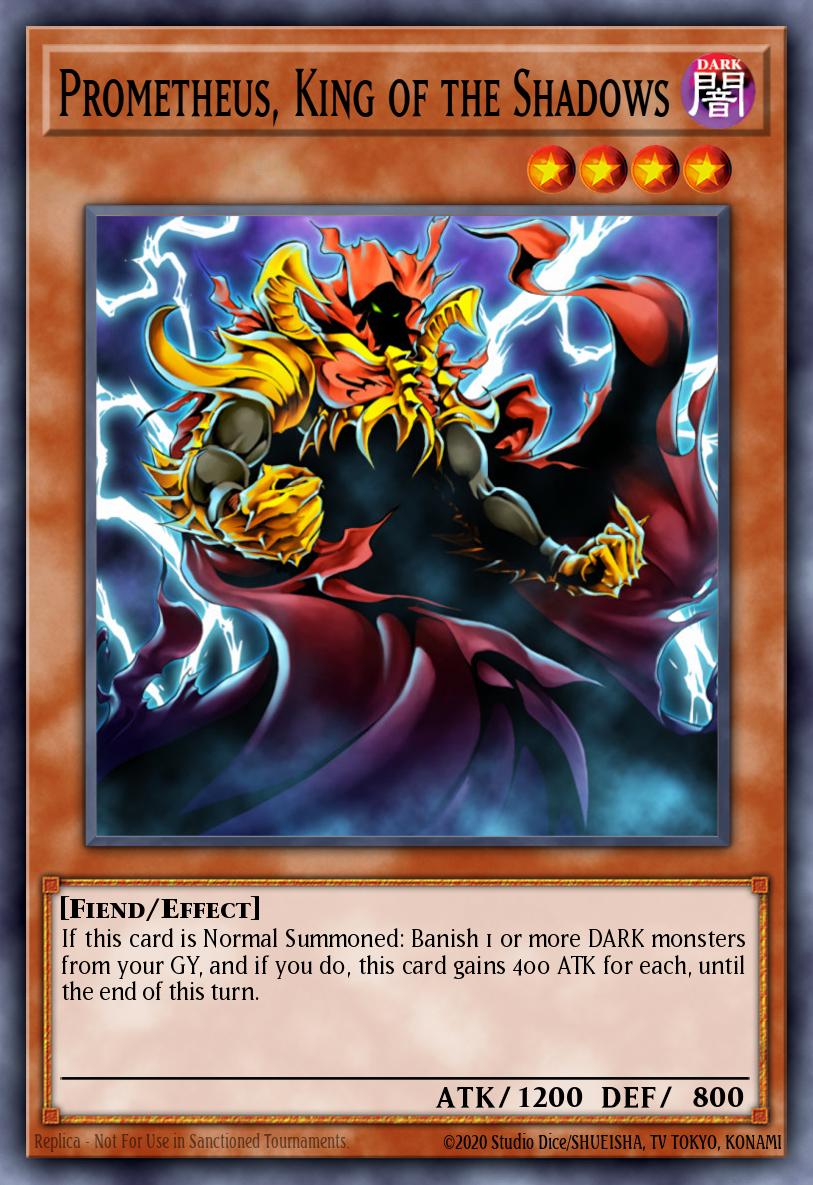 Prometheus, King of the Shadows
DARK
闇
[Fiend/Effect]
If this card is Normal Summoned: Banish 1 or more DARK monsters
from your GY, and if you do, this card gains 400 ATK for each, until
the end of this turn.
ATK/1200 DEF/ 800
Replica - Not For Use in Sanctioned Tournaments.
©2020 Studio Dice/SHUEISHA, TV TOKYO, KONAMI